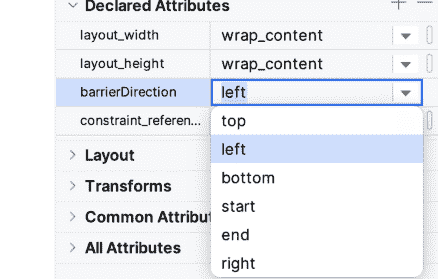 Declared Attributes
layout_width wrap_content
layout_height wrap_content
barrierDirection left
constraint_referen...
top
left
bottom
start
end
right
Layout
Transforms
Common Attribu
All Attributes